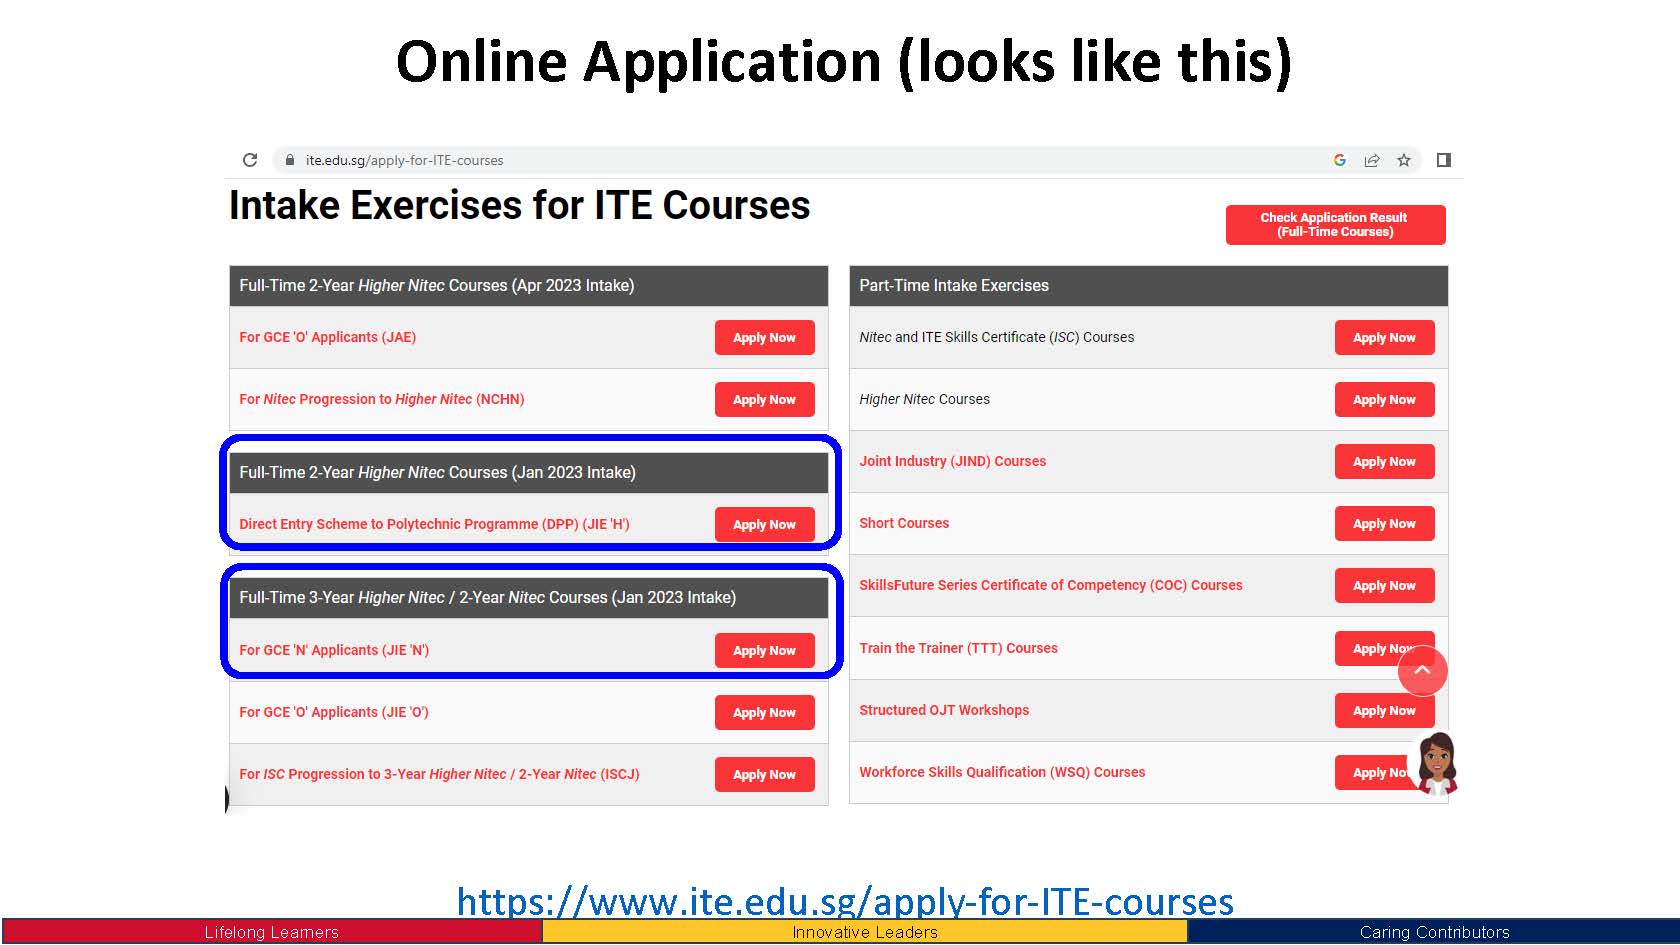 Online Application (looks like this)
ite.edu.sg/apply-for-ITE-courses
Intake Exercises for ITE Courses
Check Application Result
(Full-Time Courses)
Full-Time 2-Year Higher Nitec Courses (Apr 2023 Intake)
For GCE 'O' Applicants (JAE)
Apply Now
For Nitec Progression to Higher Nitec (NCHN)
Apply Now
Full-Time 2-Year Higher Nitec Courses (Jan 2023 Intake)
Direct Entry Scheme to Polytechnic Programme (DPP) (JIE 'H')
Apply Now
Full-Time 3-Year Higher Nitec / 2-Year Nitec Courses (Jan 2023 Intake)
For GCE 'N' Applicants (JIE 'N')
Apply Now
For GCE 'O' Applicants (JIE 'O')
Apply Now
For ISC Progression to 3-Year Higher Nitec / 2-Year Nitec (ISCJ)
Apply Now
Part-Time Intake Exercises
Nitec and ITE Skills Certificate (ISC) Courses
Apply Now
Higher Nitec Courses
Apply Now
Joint Industry (JIND) Courses
Apply Now
Short Courses
Apply Now
SkillsFuture Series Certificate of Competency (COC) Courses
Apply Now
Train the Trainer (TTT) Courses
Apply Now
Structured OJT Workshops
Apply Now
Workforce Skills Qualification (WSQ) Courses
Apply Now
https://www.ite.edu.sg/apply-for-ITE-courses
Lifelong Learners
Innovative Leaders
Caring Contributors